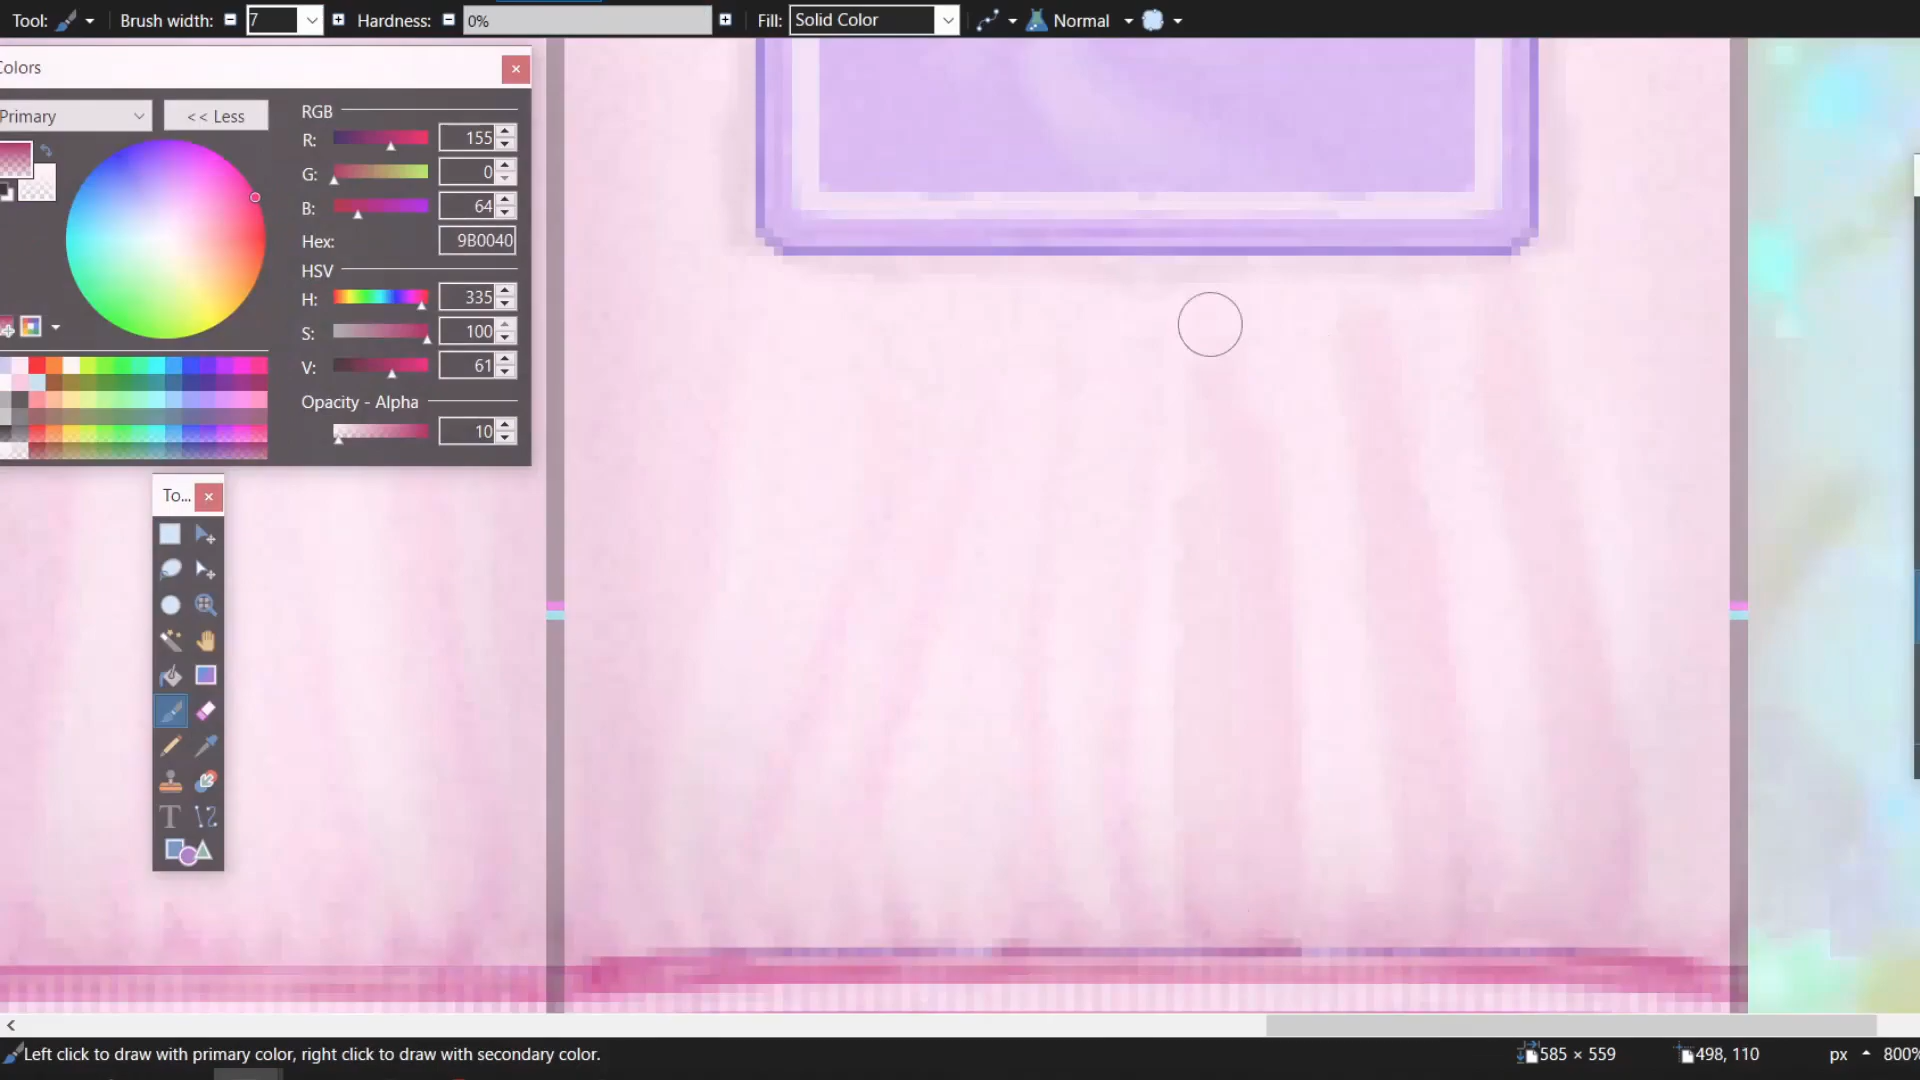 Tool:
Brush width:
7
Hardness:
0%
Fill:
Solid Color
Normal
Colors
Primary
<< Less
RGB
R:
155
G:
0
B:
64
Hex:
9B0040
HSV
H:
335
S:
100
V:
61
Opacity - Alpha
10
To...
Left click to draw with primary color, right click to draw with secondary color.
585 × 559
498, 110
px
800%